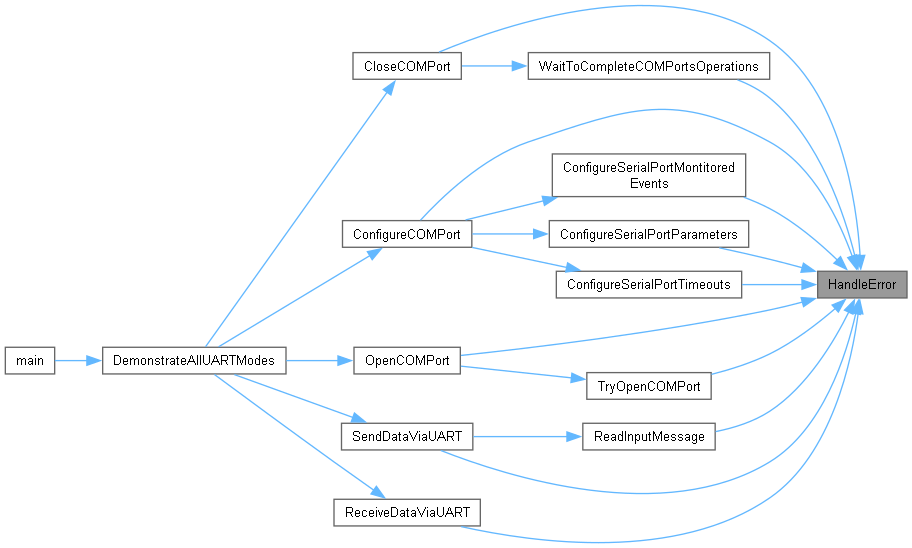 CloseCOMPort
WaitToCompleteCOMPortsOperations
ConfigureSerialPortMontitored
Events
ConfigureCOMPort
ConfigureSerialPortParameters
ConfigureSerialPortTimeouts
HandleError
main
DemonstrateAllUARTModes
OpenCOMPort
TryOpenCOMPort
SendDataViaUART
ReadInputMessage
ReceiveDataViaUART